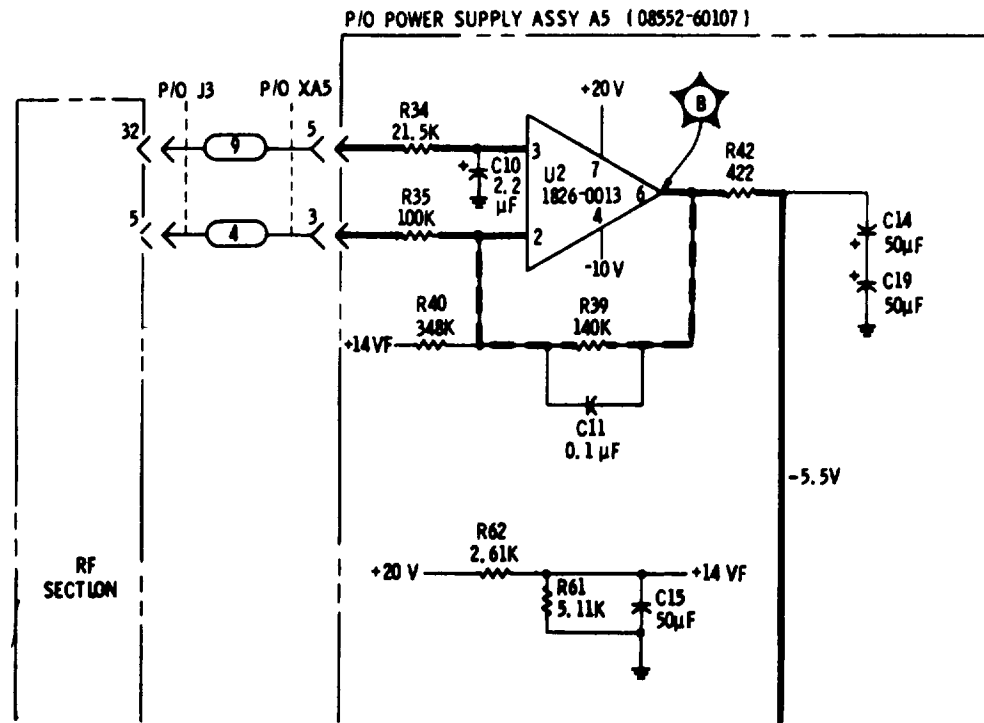 P/O POWER SUPPLY ASSY A5 (08552-60107)
P/O J3
P/O XA5
+20 V
B
32
9
5
R34
21.5K
3
7
U2
1826-0013
6
R42
422
C10
+
2.2
μF
R35
100K
5
4
3
2
4
-10 V
C14
+
50μF
C19
+
50μF
R40
348K
R39
140K
+14 VF
C11
0.1 μF
-5.5V
R62
2.61K
RF
SECTION
+20 V
+14 VF
R61
5.11K
C15
50μF